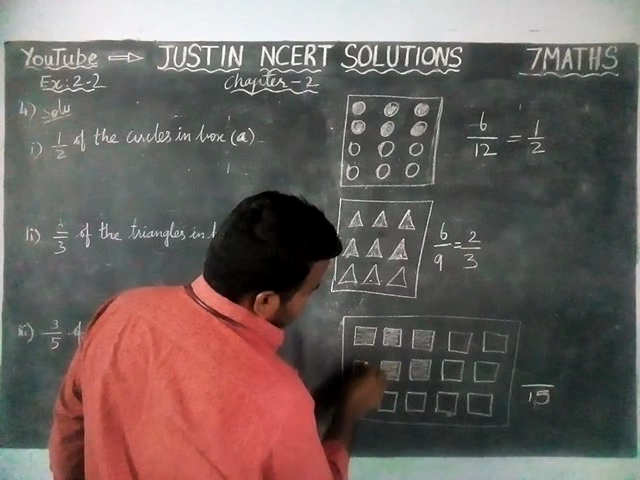 YouTube ⇒ JUSTIN NCERT SOLUTIONS 7MATHS
Ex: 2-2 Chapter - 2
4) Solu
i) 1/2 of the circles in box (a) 6/12 = 1/2
ii) 2/3 of the triangles in 6/9 = 2/3
iii) 3/5 15